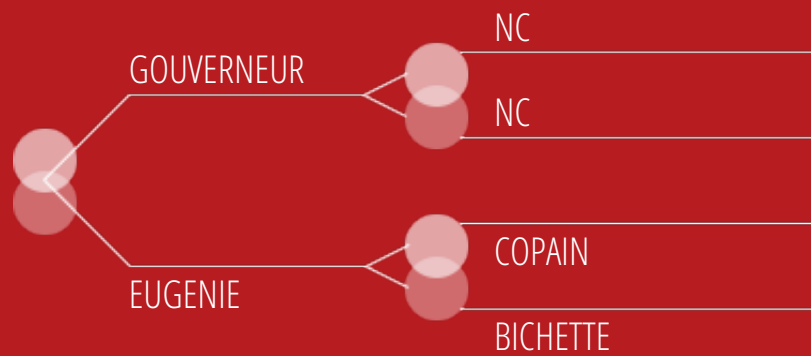 NC
GOUVERNEUR
NC
COPAIN
EUGENIE
BICHETTE